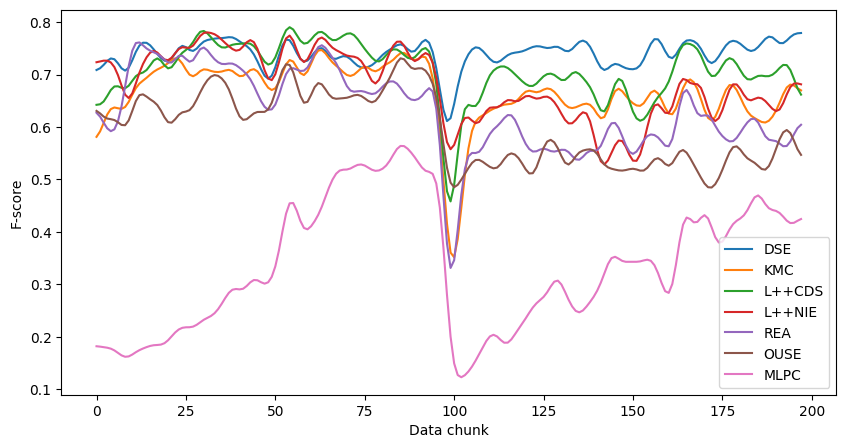 F-score
0.8
0.7
0.6
0.5
0.4
0.3
0.2
0.1
DSE
KMC
L++CDS
L++NIE
REA
OUSE
MLPC
0 25 50 75 100 125 150 175 200
Data chunk